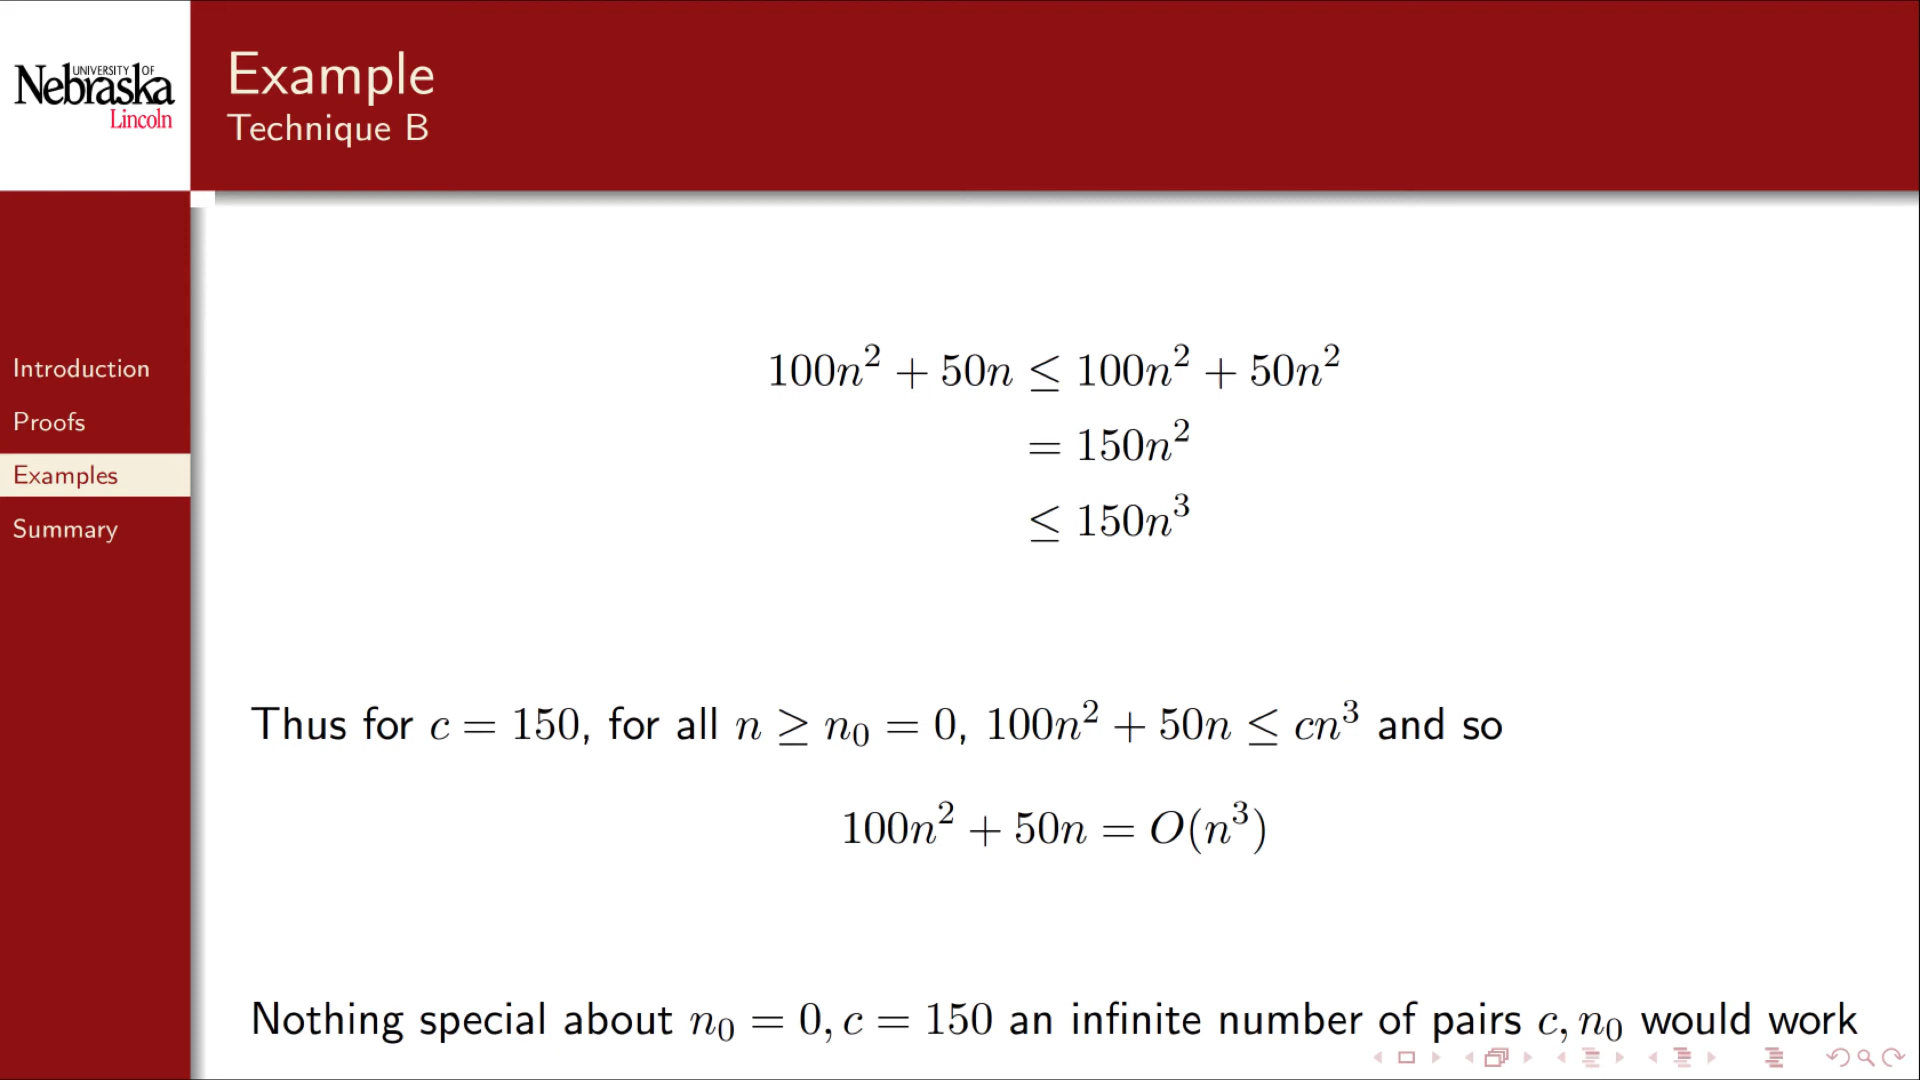 UNIVERSITY OF
Nebraska
Lincoln
Example
Technique B
Introduction
Proofs
Examples
Summary
100n² + 50n ≤ 100n² + 50n²
= 150n²
≤ 150n³
Thus for c = 150, for all n ≥ n₀ = 0, 100n² + 50n ≤ cn³ and so
100n² + 50n = O(n³)
Nothing special about n₀ = 0, c = 150 an infinite number of pairs c, n₀ would work